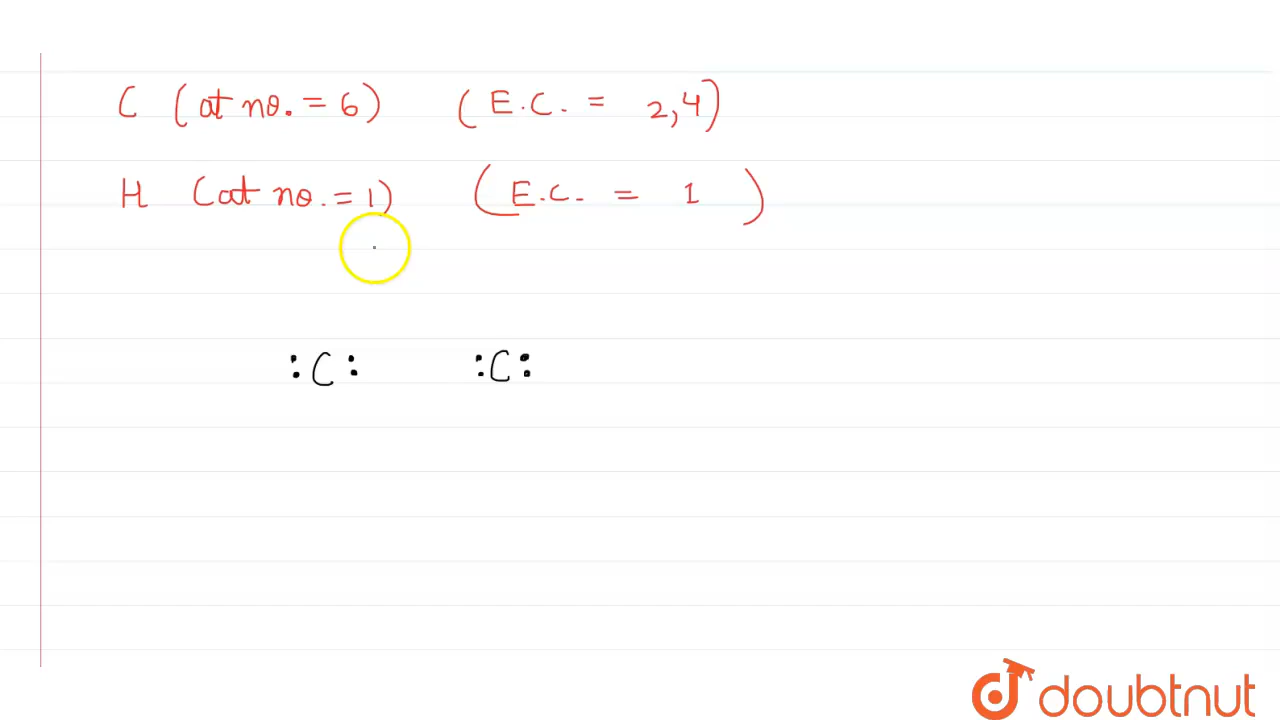 C (at no. = 6) (E.C. = 2,4)
H (at no. = 1) (E.C. = 1 )
:C: :C:
doubtnut